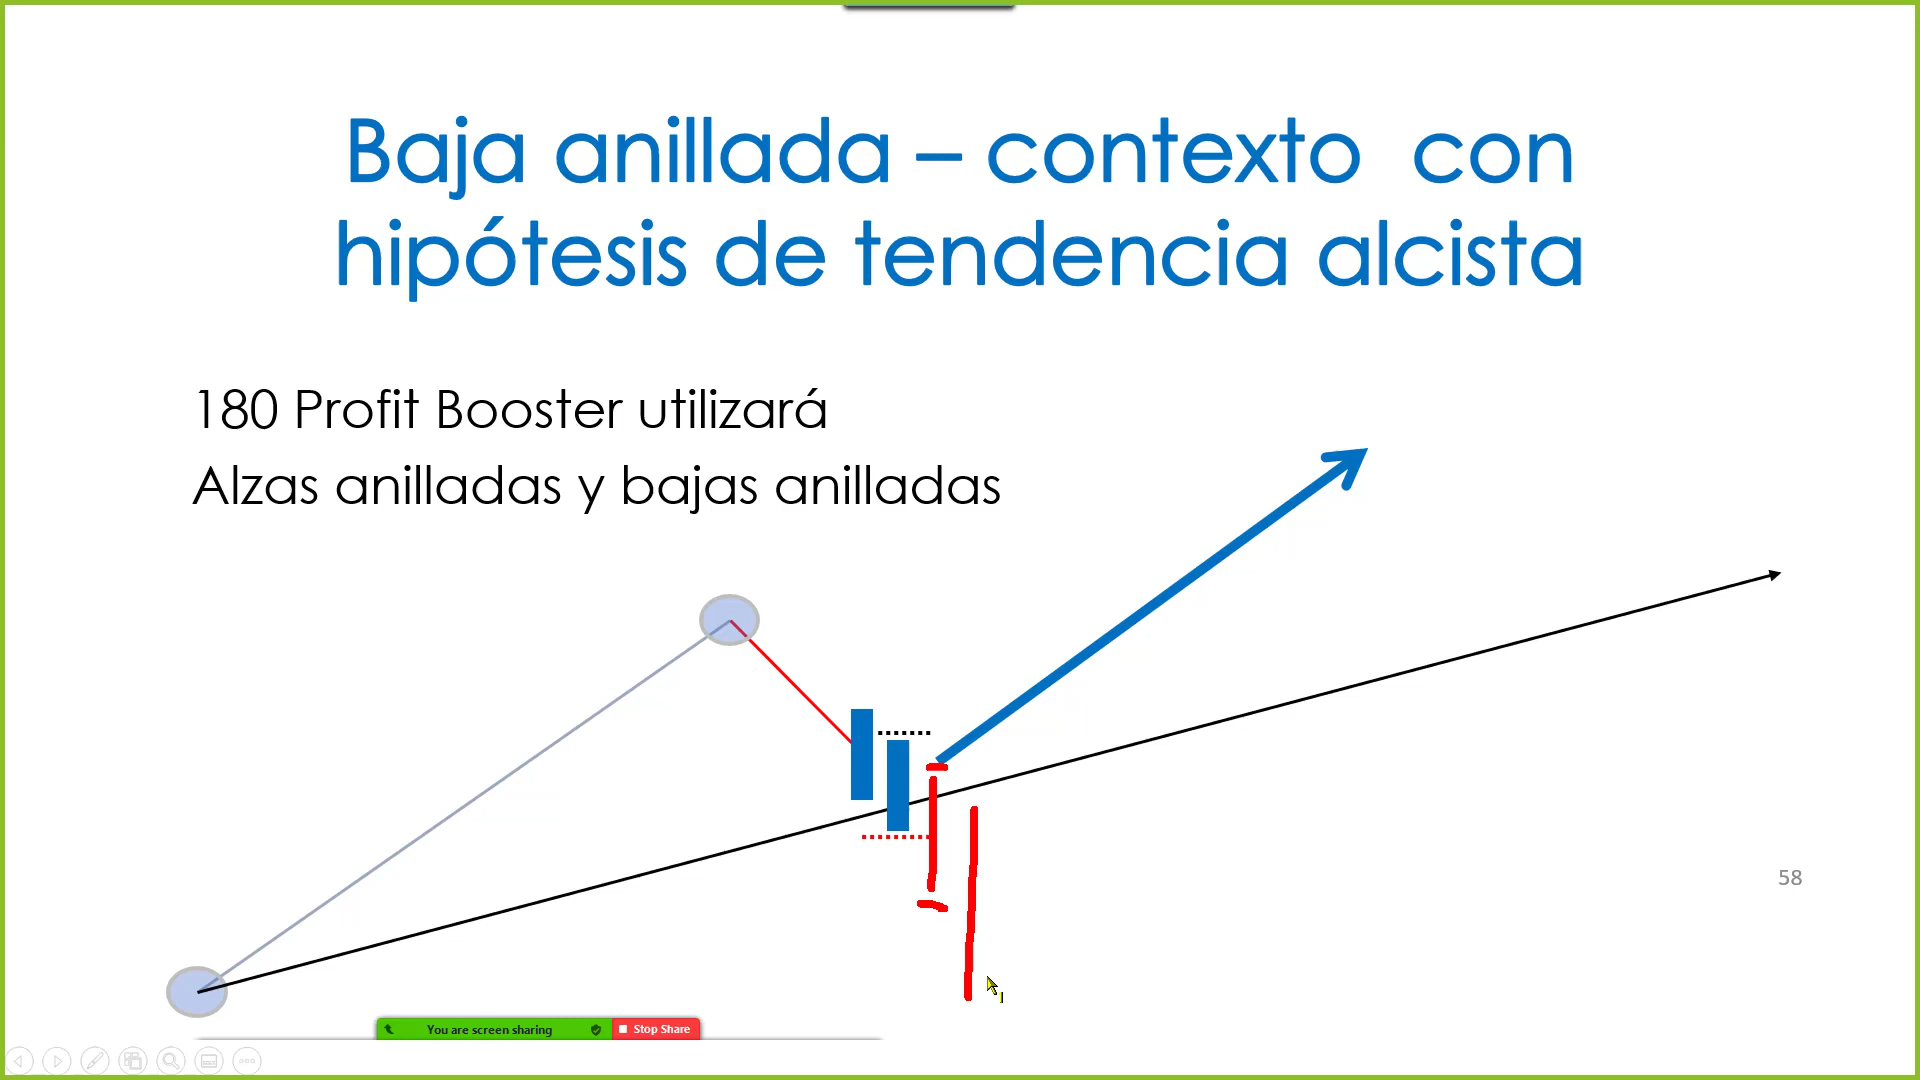 Baja anillada – contexto  con
hipótesis de tendencia alcista
180 Profit Booster utilizará
Alzas anilladas y bajas anilladas
58
You are screen sharing
Stop Share